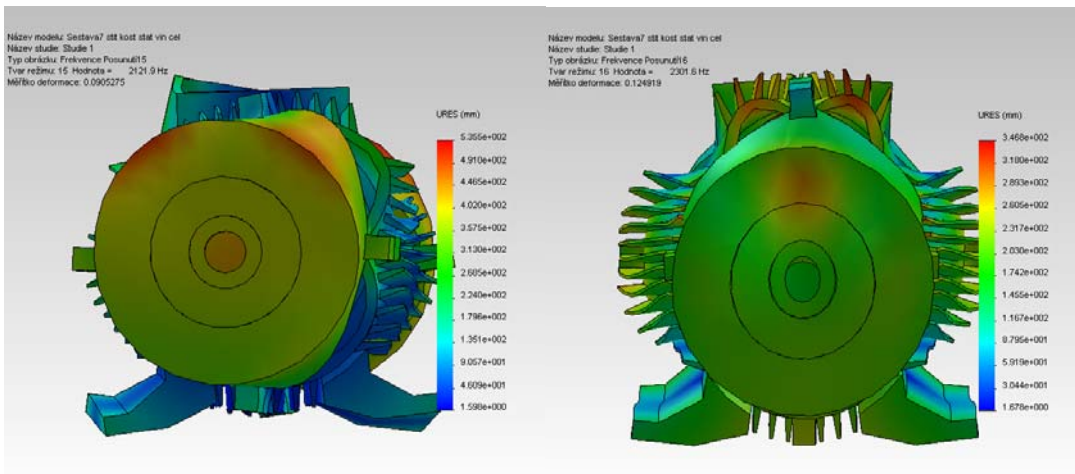 Název modelu: Sestava7 stit kost stat vin cel
Název studie: Studie 1
Typ obrázku: Frekvence Posunutí15
Tvar režimu: 15 Hodnota = 2121.9 Hz
Měřítko deformace: 0.0905275
URES (mm)
5.355e+002
4.910e+002
4.465e+002
4.020e+002
3.575e+002
3.130e+002
2.685e+002
2.240e+002
1.796e+002
1.351e+002
9.057e+001
4.609e+001
1.598e+000
Název modelu: Sestava7 stit kost stat vin cel
Název studie: Studie 1
Typ obrázku: Frekvence Posunutí16
Tvar režimu: 16 Hodnota = 2301.6 Hz
Měřítko deformace: 0.124919
URES (mm)
3.468e+002
3.180e+002
2.893e+002
2.605e+002
2.317e+002
2.030e+002
1.742e+002
1.455e+002
1.167e+002
8.795e+001
5.919e+001
3.044e+001
1.678e+000